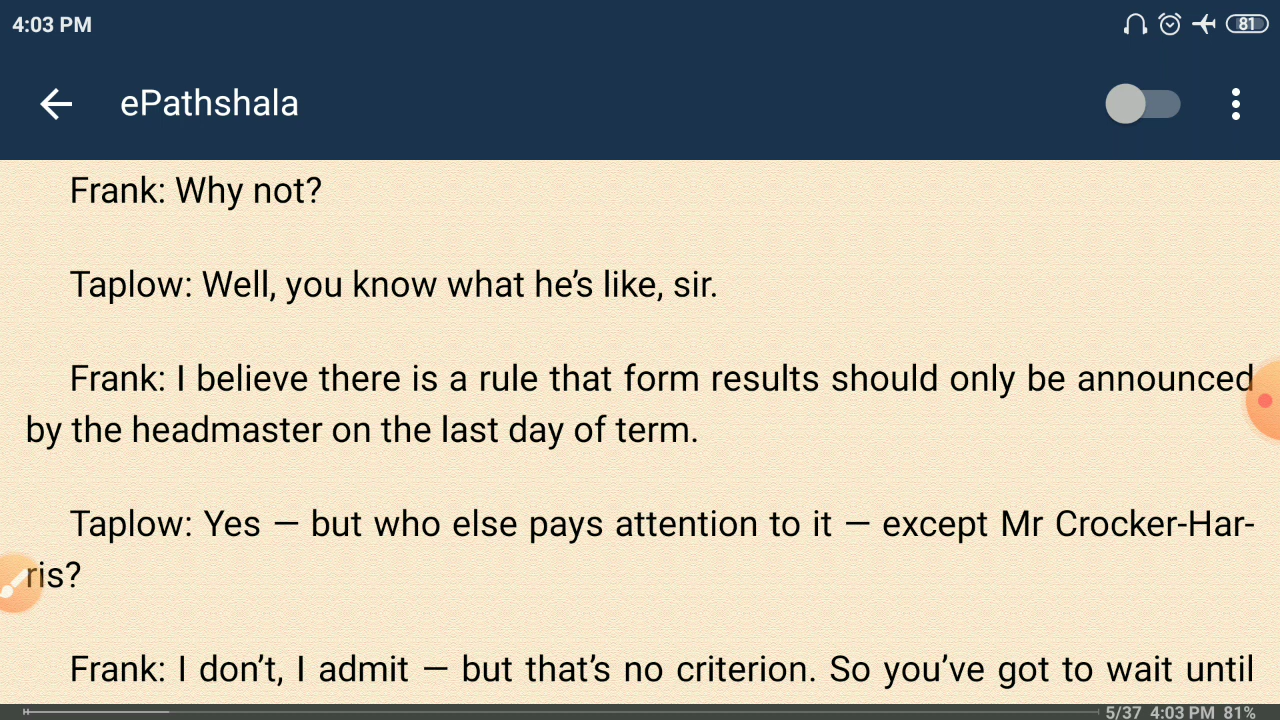 4:03 PM
81
ePathshala
Frank: Why not?
Taplow: Well, you know what he’s like, sir.
Frank: I believe there is a rule that form results should only be announced
by the headmaster on the last day of term.
Taplow: Yes — but who else pays attention to it — except Mr Crocker-Har-
ris?
Frank: I don’t, I admit — but that’s no criterion. So you’ve got to wait until
5/37 4:03 PM 81%